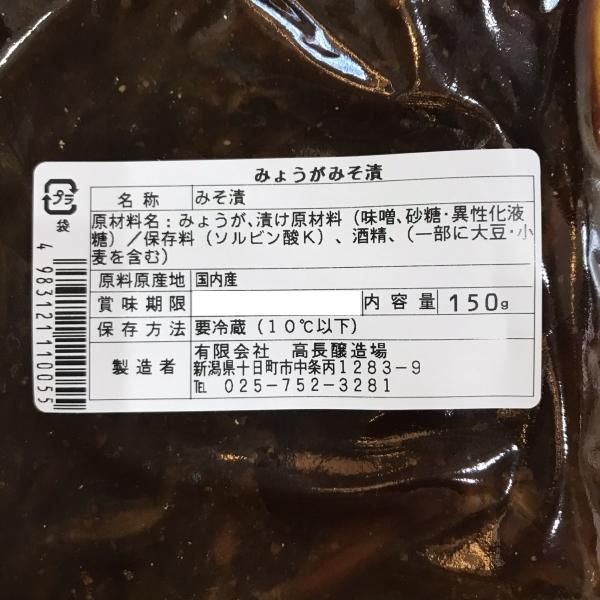 みょうがみそ漬
プラ
袋
4983121110055
名称 みそ漬
原材料名：みょうが、漬け原材料（味噌、砂糖・異性化液
糖）／保存料（ソルビン酸K）、酒精、（一部に大豆・小
麦を含む）
原料原産地 国内産
賞味期限 内容量 150g
保存方法 要冷蔵（10℃以下）
製造者 有限会社 高長醸造場
新潟県十日町市中条丙1283-9
℡ 025-752-3281